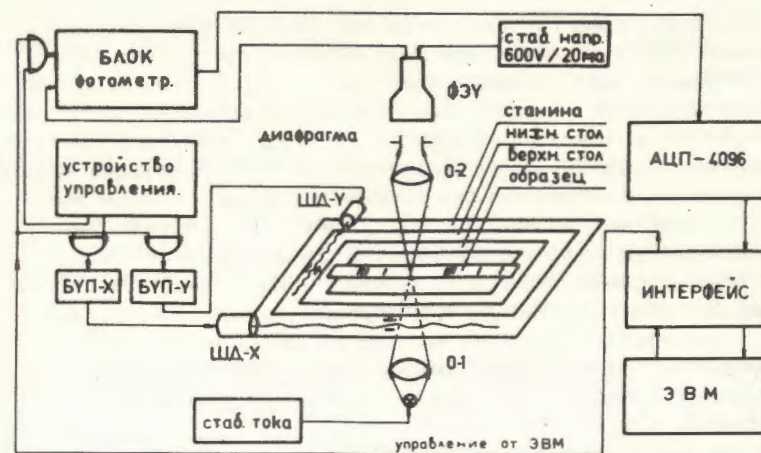 БЛОК
фотометр.
стаб. напр.
600V/20ма
ФЭУ
станина
нижн. стол
верхн. стол
образец
диафрагма
О-2
АЦП-4096
устройство
управления.
ШД-Y
БУП-X
БУП-Y
ИНТЕРФЕЙС
ШД-X
О-1
ЭВМ
стаб. тока
управление от ЭВМ